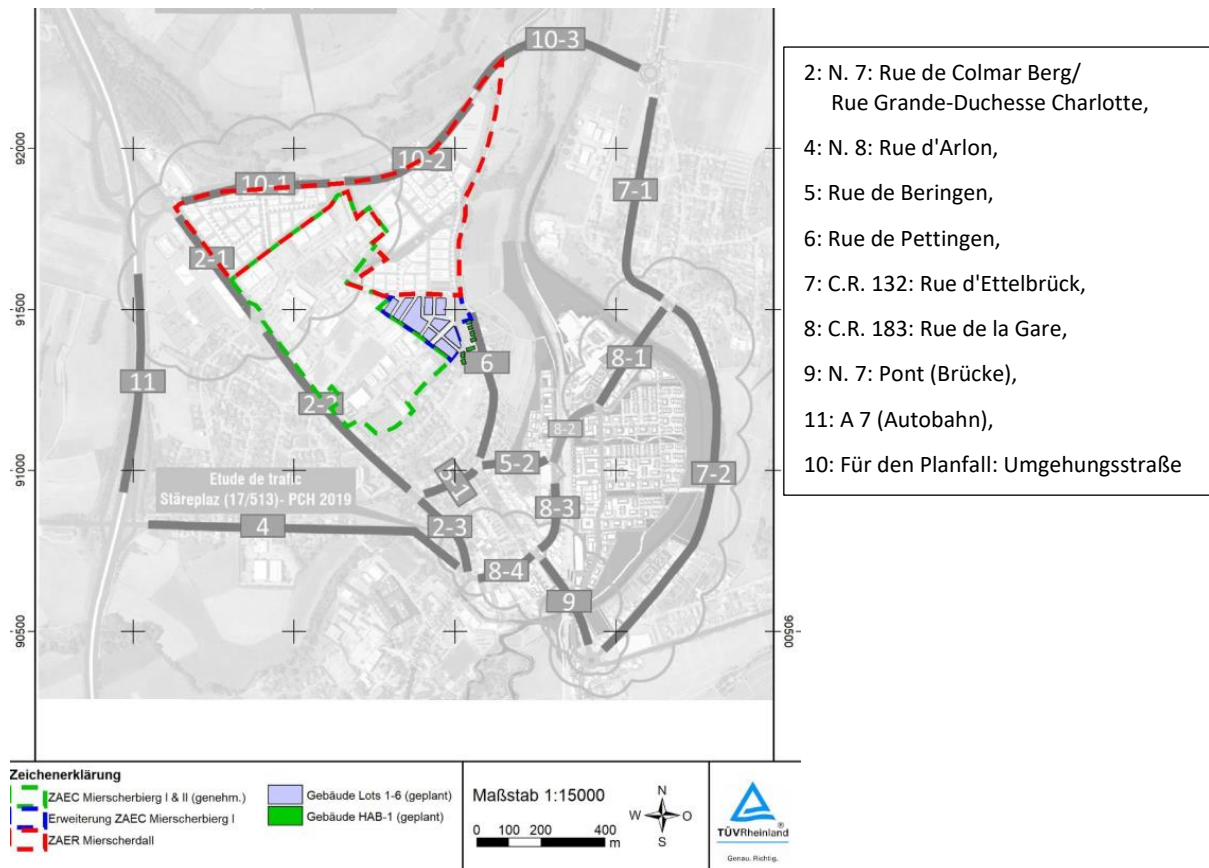 10-3
92000
10-2
10-1
7-1
2-1
91500
8-1
6
11
2-2
8-2
5-2
91000
5-1
7-2
Etude de trafic
Stäreplaz (17/513)- PCH 2019
8-3
2-3
4
8-4
9
90500
90500
2: N. 7: Rue de Colmar Berg/
Rue Grande-Duchesse Charlotte,
4: N. 8: Rue d'Arlon,
5: Rue de Beringen,
6: Rue de Pettingen,
7: C.R. 132: Rue d'Ettelbrück,
8: C.R. 183: Rue de la Gare,
9: N. 7: Pont (Brücke),
11: A 7 (Autobahn),
10: Für den Planfall: Umgehungsstraße
Zeichenerklärung
ZAEC Mierscherbierg I & II (genehm.)
Erweiterung ZAEC Mierscherbierg I
ZAER Mierscherdall
Gebäude Lots 1-6 (geplant)
Gebäude HAB-1 (geplant)
Maßstab 1:15000
0 100 200 400
m
N
W O
S
TÜVRheinland
®
Genau. Richtig.